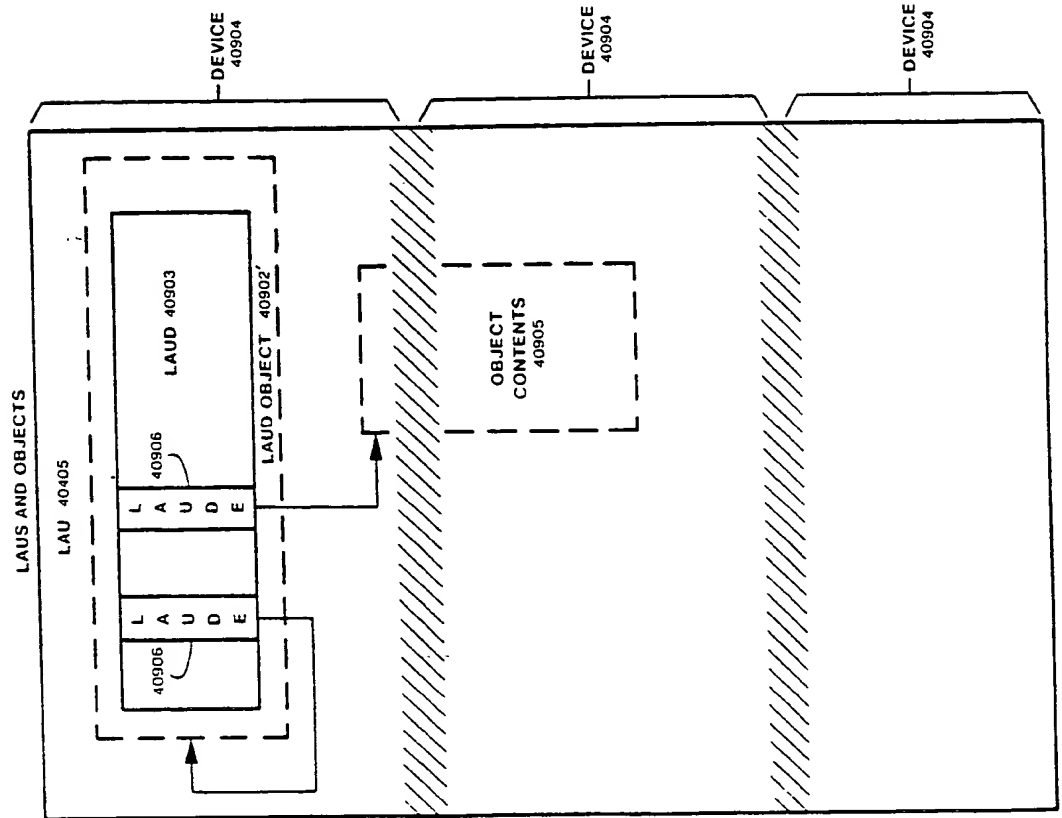 LAUS AND OBJECTS
LAU 40405
LAUD 40903
LAUD OBJECT 40902'
40906
L A U D E
L A U D E
40906
OBJECT
CONTENTS
40905
DEVICE
40904
DEVICE
40904
DEVICE
40904